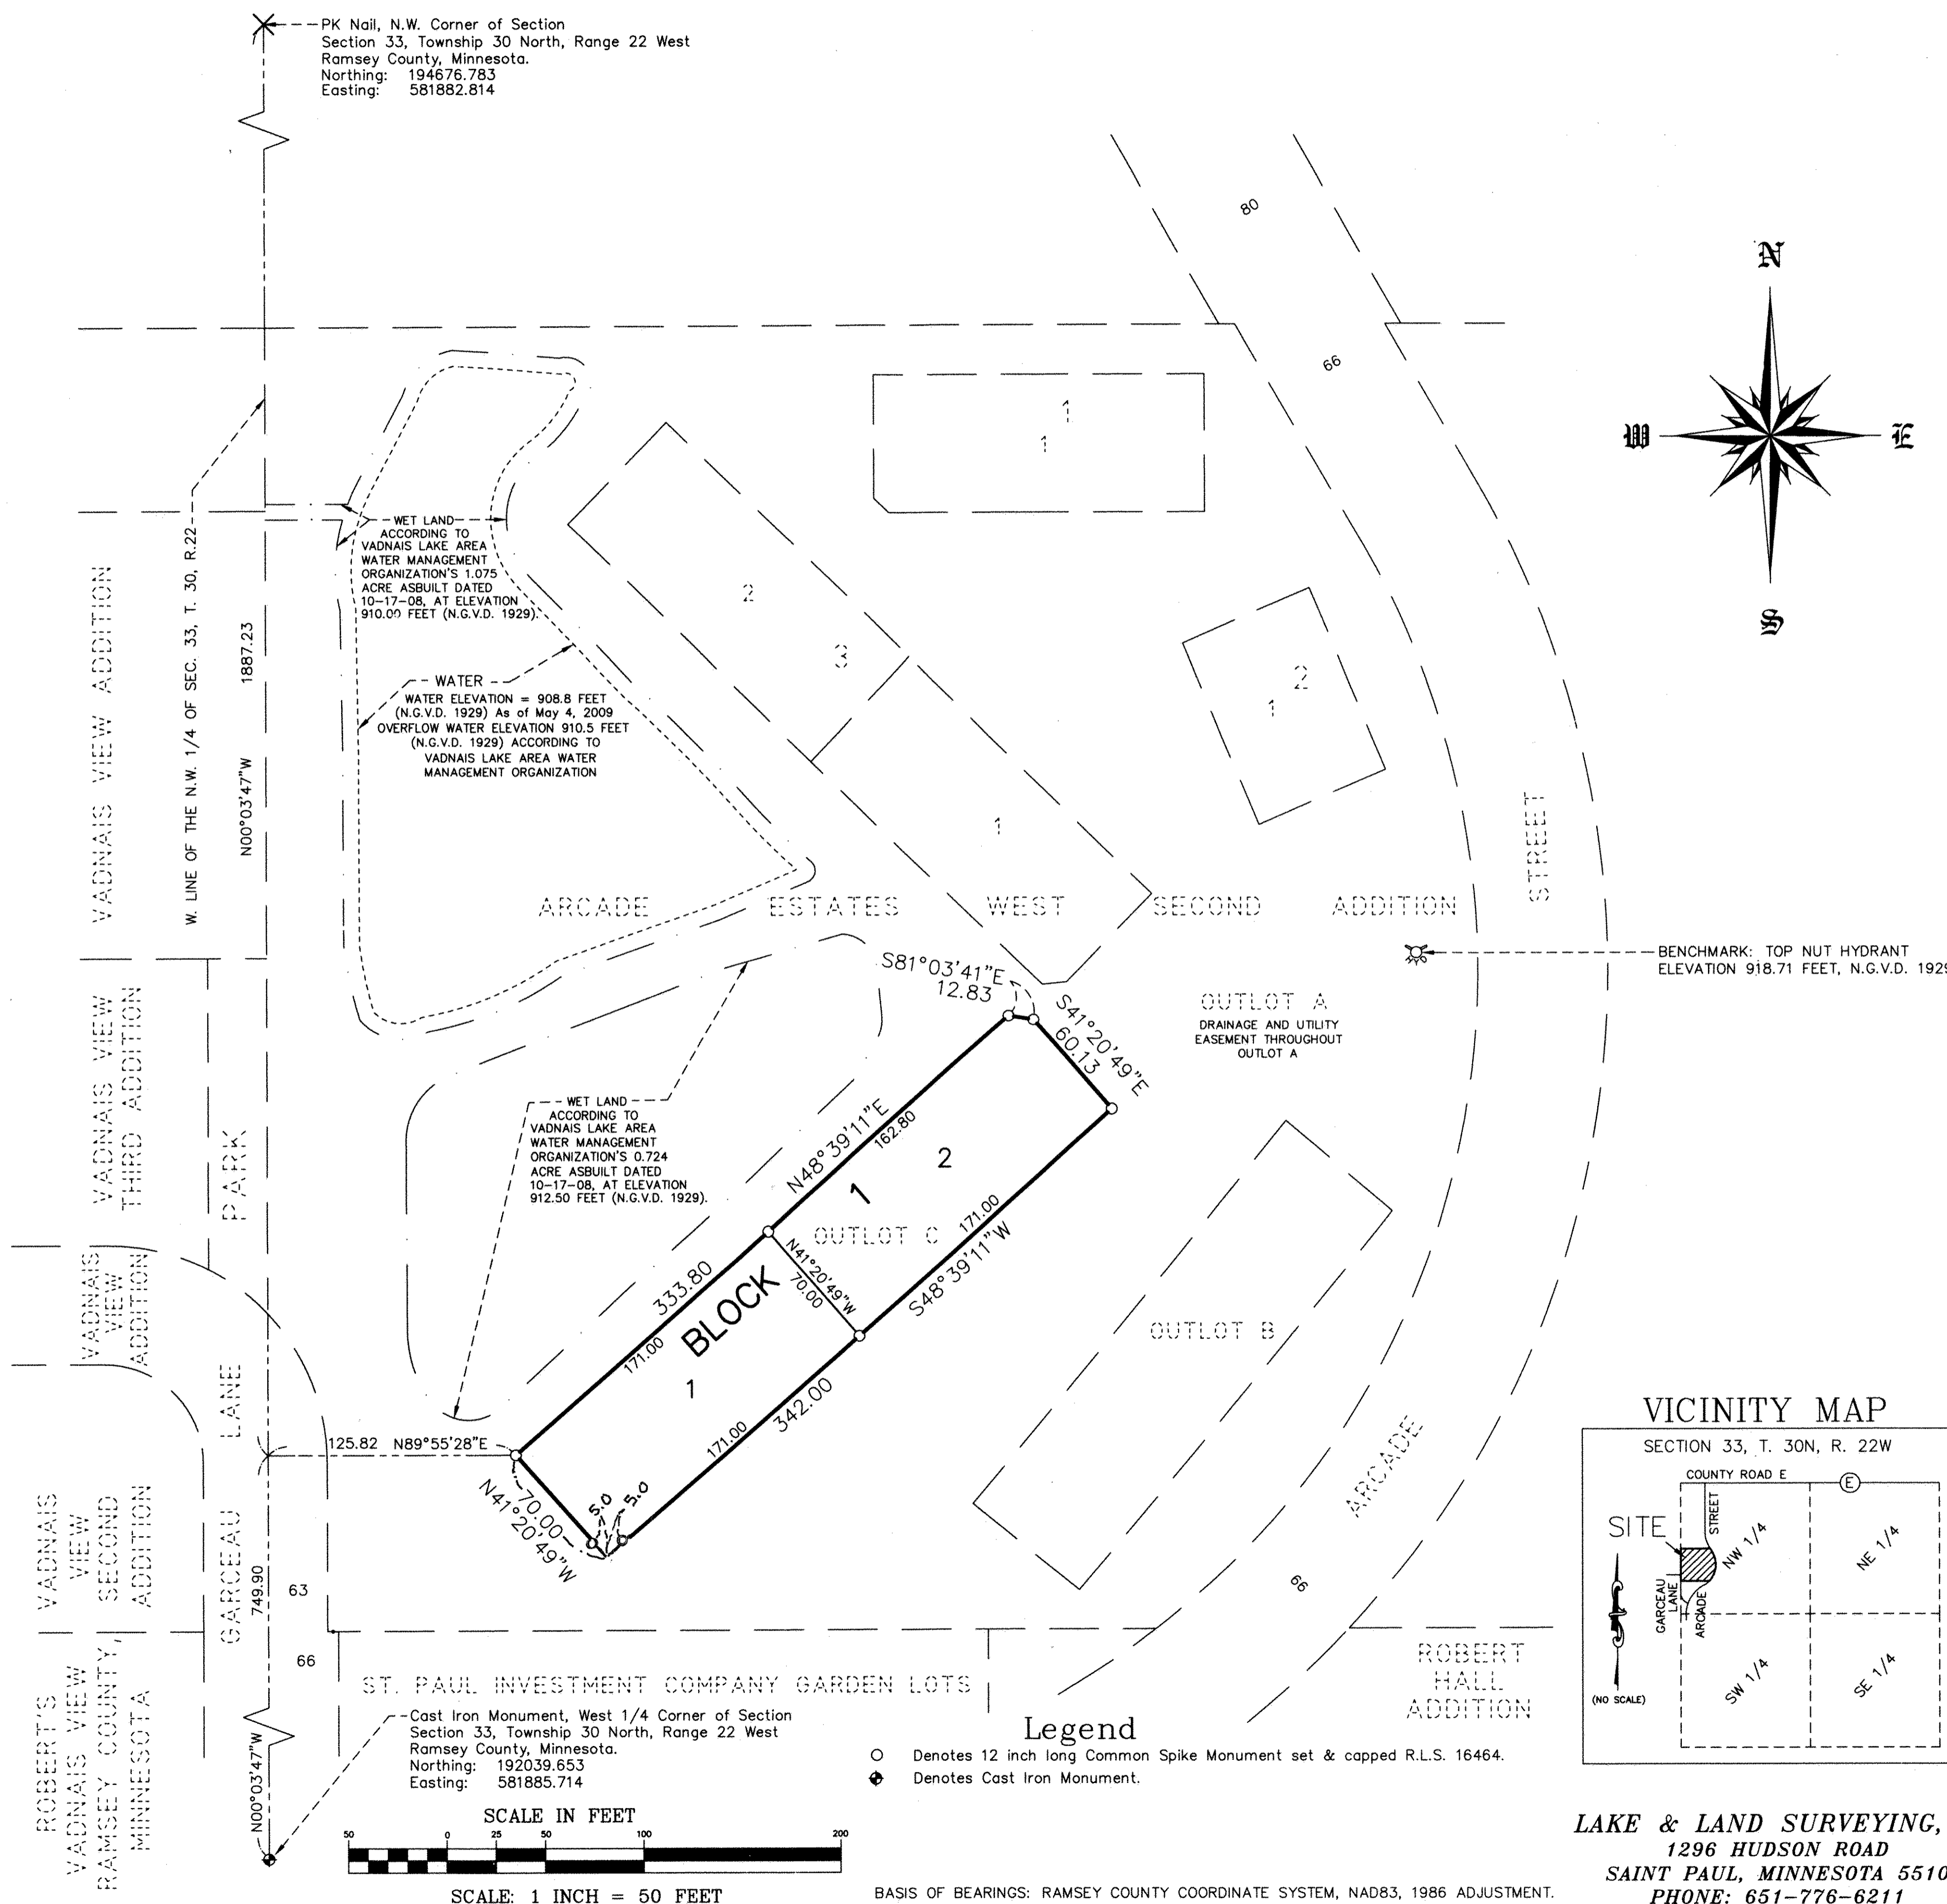 PK Nail, N.W. Corner of Section
Section 33, Township 30 North, Range 22 West
Ramsey County, Minnesota.
Northing: 194676.783
Easting: 581882.814
80
66
N
W
E
S
1
1
2
3
1
2
1
WET LAND
ACCORDING TO
VADNAIS LAKE AREA
WATER MANAGEMENT
ORGANIZATION'S 1.075
ACRE ASBUILT DATED
10-17-08, AT ELEVATION
910.00 FEET (N.G.V.D. 1929).
WATER
WATER ELEVATION = 908.8 FEET
(N.G.V.D. 1929) As of May 4, 2009
OVERFLOW WATER ELEVATION 910.5 FEET
(N.G.V.D. 1929) ACCORDING TO
VADNAIS LAKE AREA WATER
MANAGEMENT ORGANIZATION
VADNAIS VIEW ADDITION
W. LINE OF THE N.W. 1/4 OF SEC. 33, T. 30, R.22
N00°03'47"W 1887.23
ARCADE ESTATES WEST SECOND ADDITION
STREET
BENCHMARK: TOP NUT HYDRANT
ELEVATION 918.71 FEET, N.G.V.D. 1929
VADNAIS VIEW
THIRD ADDITION
PARK
S81°03'41"E
12.83
S41°20'49"E
60.13
OUTLOT A
DRAINAGE AND UTILITY
EASEMENT THROUGHOUT
OUTLOT A
WET LAND
ACCORDING TO
VADNAIS LAKE AREA
WATER MANAGEMENT
ORGANIZATION'S 0.724
ACRE ASBUILT DATED
10-17-08, AT ELEVATION
912.50 FEET (N.G.V.D. 1929).
N48°39'11"E
162.80
2
1
OUTLOT C
171.00
S48°39'11"W
N41°20'49"W
70.00
333.80
BLOCK
171.00
1
171.00
342.00
OUTLOT B
VADNAIS
VIEW
ADDITION
GARCEAU LANE
125.82 N89°55'28"E
70.00
N41°20'49"W
5.0
5.0
ARCADE
66
VADNAIS
VIEW
SECOND
ADDITION
749.90
63
66
ST. PAUL INVESTMENT COMPANY GARDEN LOTS
ROBERT
HALL
ADDITION
ROBERT'S
VADNAIS VIEW
RAMSEY COUNTY,
MINNESOTA
N00°03'47"W
Cast Iron Monument, West 1/4 Corner of Section
Section 33, Township 30 North, Range 22 West
Ramsey County, Minnesota.
Northing: 192039.653
Easting: 581885.714
Legend
Denotes 12 inch long Common Spike Monument set & capped R.L.S. 16464.
Denotes Cast Iron Monument.
SCALE IN FEET
50 0 25 50 100 200
SCALE: 1 INCH = 50 FEET
BASIS OF BEARINGS: RAMSEY COUNTY COORDINATE SYSTEM, NAD83, 1986 ADJUSTMENT.
VICINITY MAP
SECTION 33, T. 30N, R. 22W
COUNTY ROAD E
E
STREET
SITE
NW 1/4
NE 1/4
GARCEAU
LANE
ARCADE
SW 1/4
SE 1/4
(NO SCALE)
LAKE & LAND SURVEYING,
1296 HUDSON ROAD
SAINT PAUL, MINNESOTA 5510
PHONE: 651-776-6211